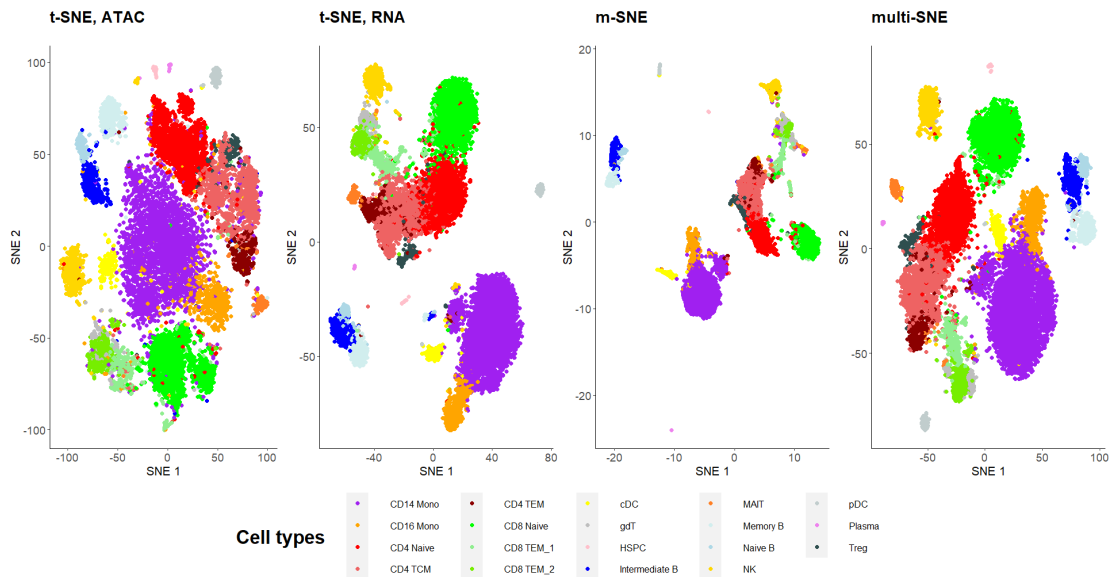 t-SNE, ATAC
t-SNE, RNA
m-SNE
multi-SNE
SNE 2
100
50
0
-50
-100
-100
-50
0
50
100
SNE 1
SNE 2
50
0
-50
-40
0
40
80
SNE 1
SNE 2
20
10
0
-10
-20
-20
-10
0
10
SNE 1
SNE 2
50
0
-50
-50
0
50
100
SNE 1
Cell types
CD14 Mono
CD16 Mono
CD4 Naive
CD4 TCM
CD4 TEM
CD8 Naive
CD8 TEM_1
CD8 TEM_2
cDC
gdT
HSPC
Intermediate B
MAIT
Memory B
Naive B
NK
pDC
Plasma
Treg